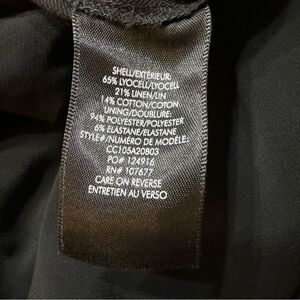 SHELL/EXTÉRIEUR:
65% LYOCELL/LYOCELL
21% LINEN/LIN
14% COTTON/COTON
LINING/DOUBLURE:
94% POLYESTER/POLYESTER
6% ELASTANE/ELASTANE
STYLE#/NUMÉRO DE MODÈLE:
CC105A20803
PO# 124916
RN# 107677
CARE ON REVERSE
ENTRETIEN AU VERSO